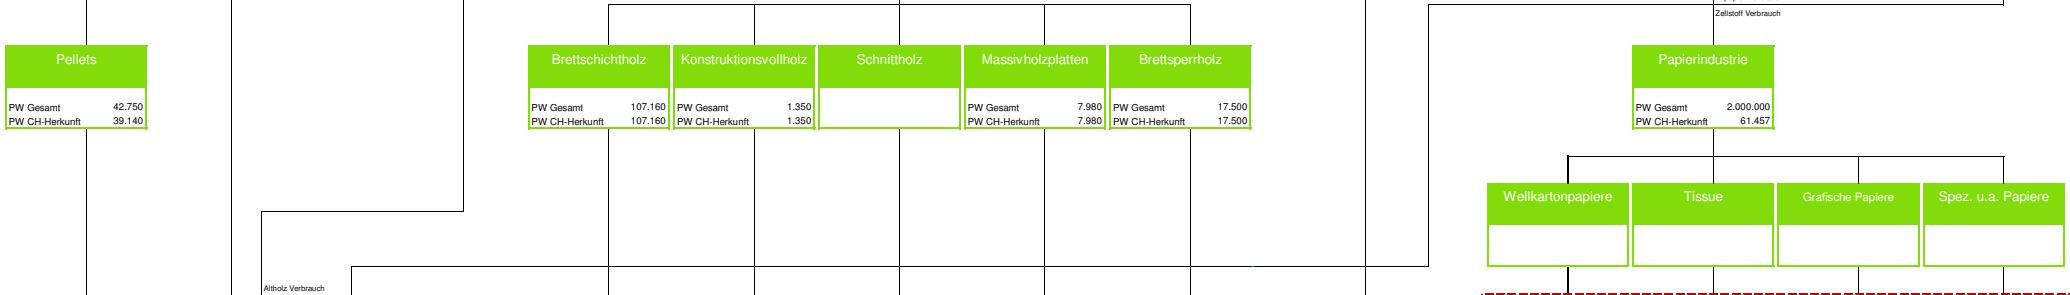 Zellstoff Verbrauch
Pellets
PW Gesamt 42.750
PW CH-Herkunft 39.140
Brettschichtholz
PW Gesamt 107.160
PW CH-Herkunft 107.160
Konstruktionsvollholz
PW Gesamt 1.350
PW CH-Herkunft 1.350
Schnittholz
Massivholzplatten
PW Gesamt 7.980
PW CH-Herkunft 7.980
Brettsperrholz
PW Gesamt 17.500
PW CH-Herkunft 17.500
Papierindustrie
PW Gesamt 2.000.000
PW CH-Herkunft 61.457
Wellkartonpapiere
Tissue
Grafische Papiere
Spez. u.a. Papiere
Altholz Verbrauch